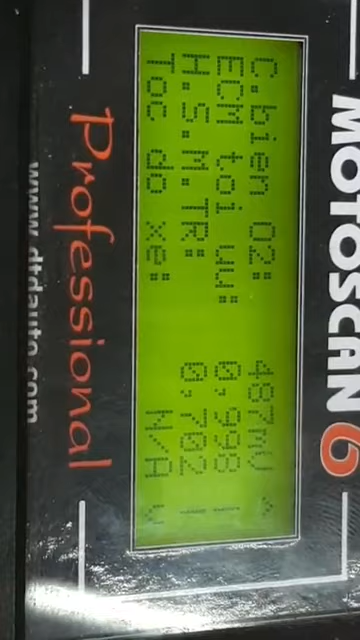 MOTOSCAN 6
C.bien O2: 487mV
ECM toi uu: 0,998
H.S. M.TR: 0,702
Toc do xe: N/A
Professional
www.dtdauto.com